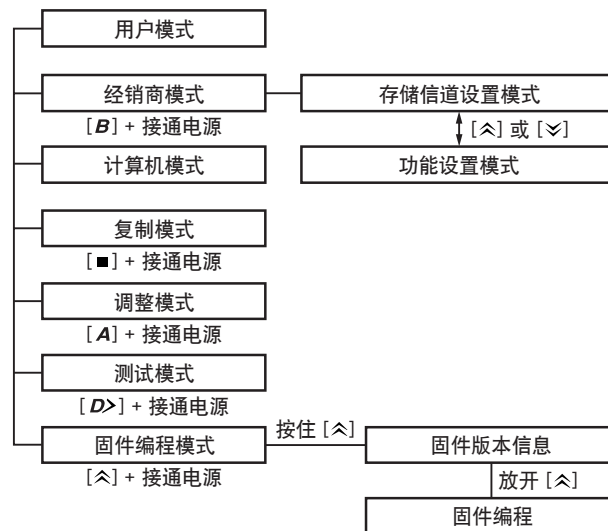 用户模式
经销商模式
存储信道设置模式
[B] + 接通电源
[︽] 或 [︾]
计算机模式
功能设置模式
复制模式
[■] + 接通电源
调整模式
[A] + 接通电源
测试模式
[D>] + 接通电源
按住 [︽]
固件编程模式
固件版本信息
[︽] + 接通电源
放开 [︽]
固件编程